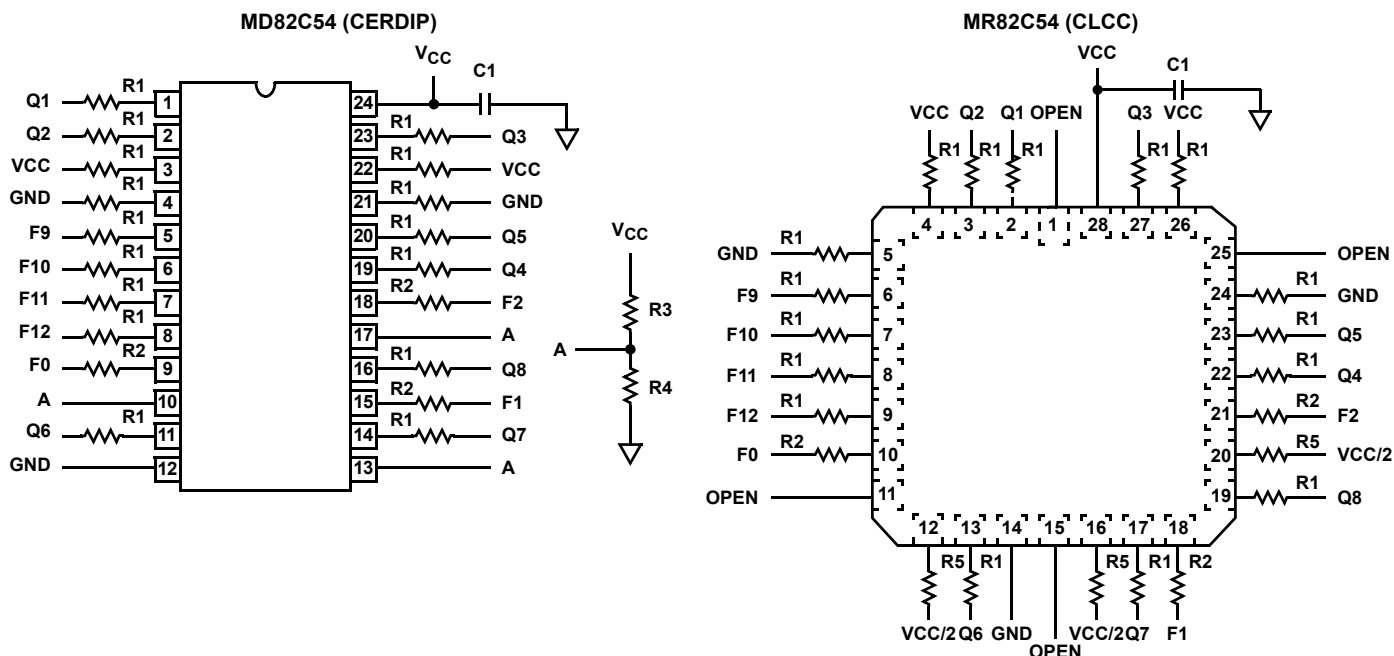 MD82C54 (CERDIP)
VCC
C1
Q1 R1 1
Q2 R1 2
VCC R1 3
GND R1 4
F9 R1 5
F10 R1 6
F11 R1 7
F12 R1 8
F0 R2 9
A 10
Q6 R1 11
GND 12
24
23 R1 Q3
22 R1 VCC
21 R1 GND
20 R1 Q5
19 R1 Q4
18 R2 F2
17 A
16 R1 Q8
15 R2 F1
14 R1 Q7
13 A
VCC
R3
A
R4
MR82C54 (CLCC)
VCC
C1
VCC Q2 Q1 OPEN Q3 VCC
R1 R1 R1 R1 R1
4 3 2 1 28 27 26
GND R1 5
F9 R1 6
F10 R1 7
F11 R1 8
F12 R1 9
F0 R2 10
OPEN 11
25 OPEN
24 R1 GND
23 R1 Q5
22 R1 Q4
21 R2 F2
20 R5 VCC/2
19 R1 Q8
12 13 14 15 16 17 18
R5 R1 R5 R1 R2
VCC/2 Q6 GND OPEN VCC/2 Q7 F1